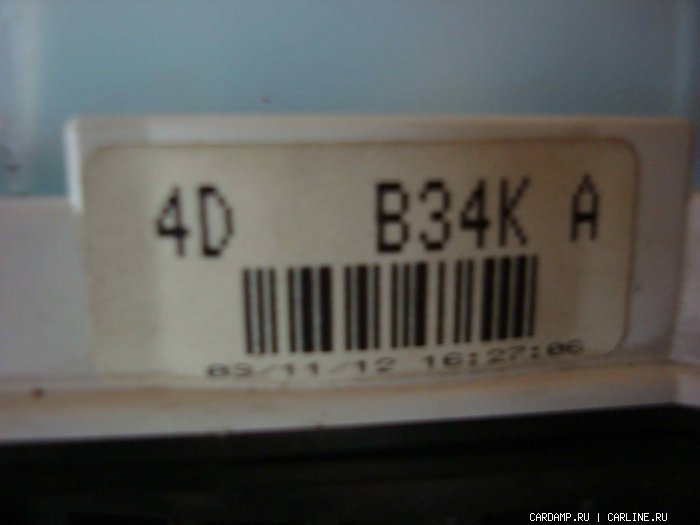 4D B34K A
03/11/12 16:27:06
CARDAMP.RU | CARLINE.RU